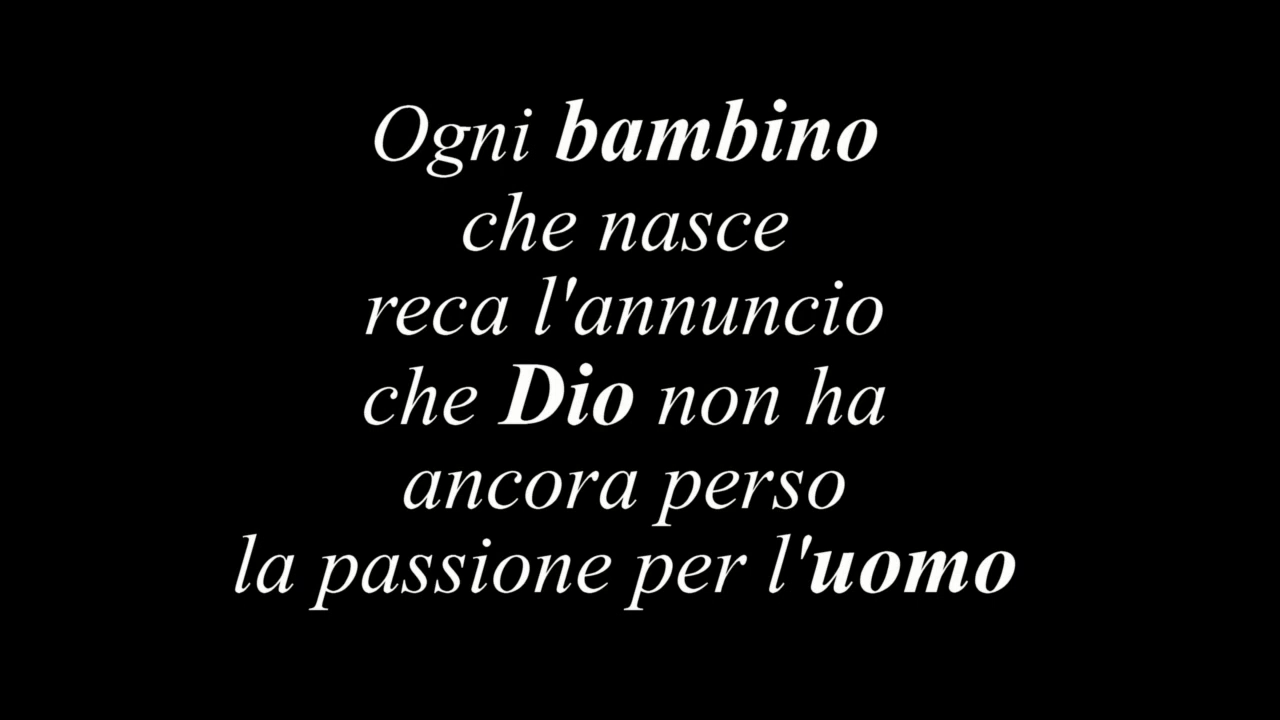 Ogni bambino
che nasce
reca l'annuncio
che Dio non ha
ancora perso
la passione per l'uomo